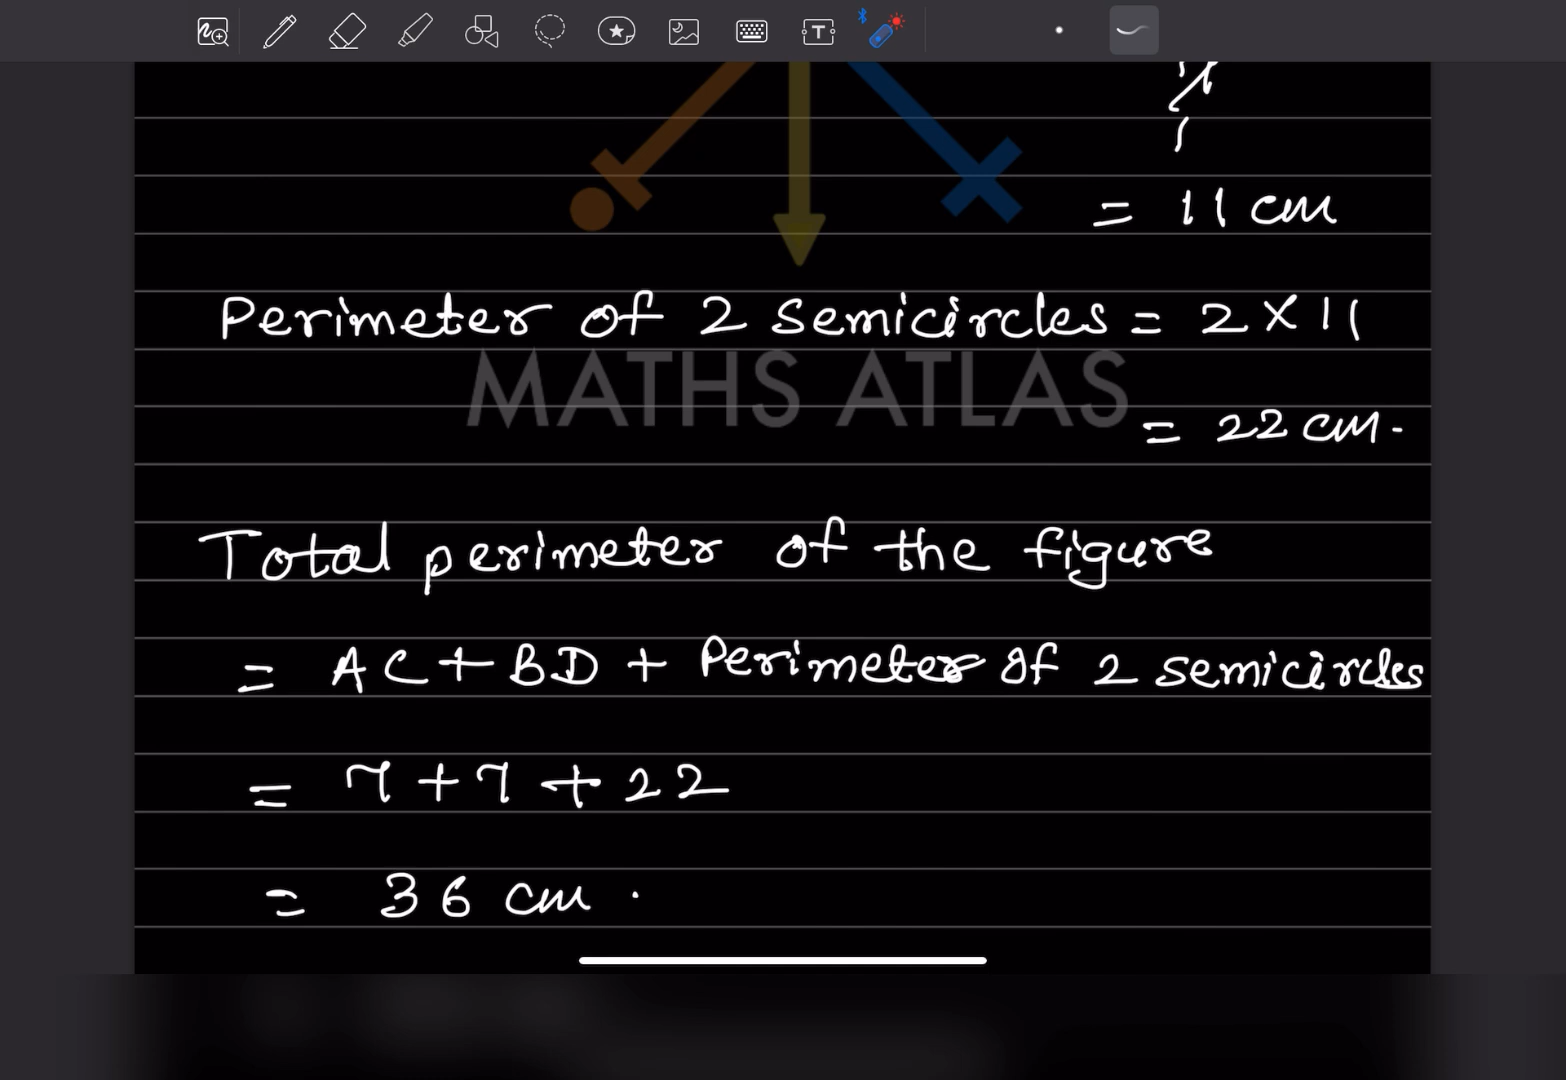 = 11 cm
Perimeter of 2 semicircles = 2 × 11
MATHS ATLAS
= 22 cm.
Total perimeter of the figure
= AC + BD + Perimeter of 2 semicircles
= 7 + 7 + 22
= 36 cm.